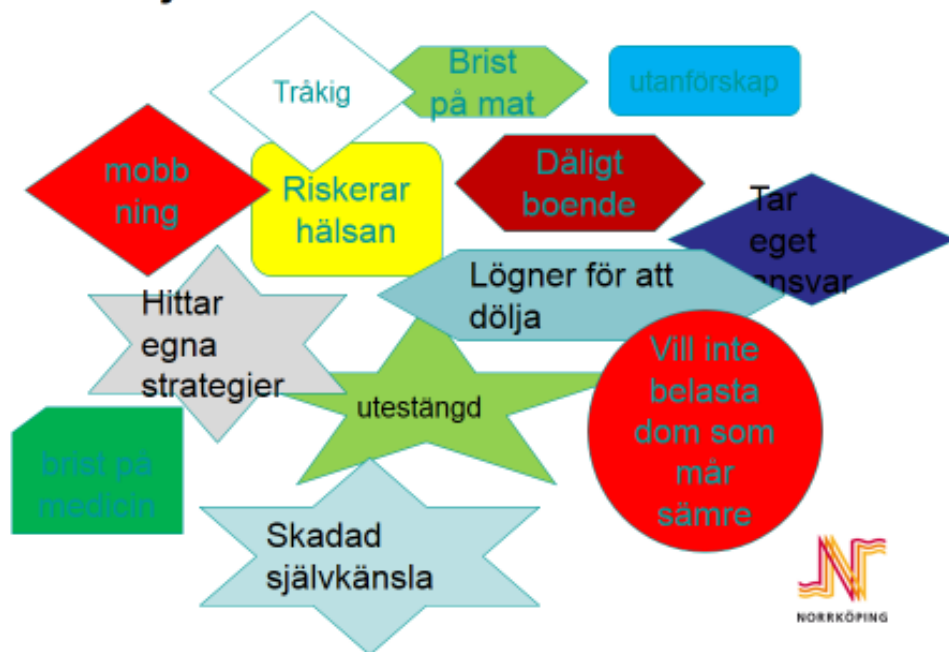 Tråkig
Brist
på mat
utanförskap
mobb
ning
Riskerar
hälsan
Dåligt
boende
Tar
eget
ansvar
Lögner för att
dölja
Hittar
egna
strategier
utestängd
Vill inte
belasta
dom som
mår
sämre
brist på
medicin
Skadad
självkänsla
NORRKÖPING